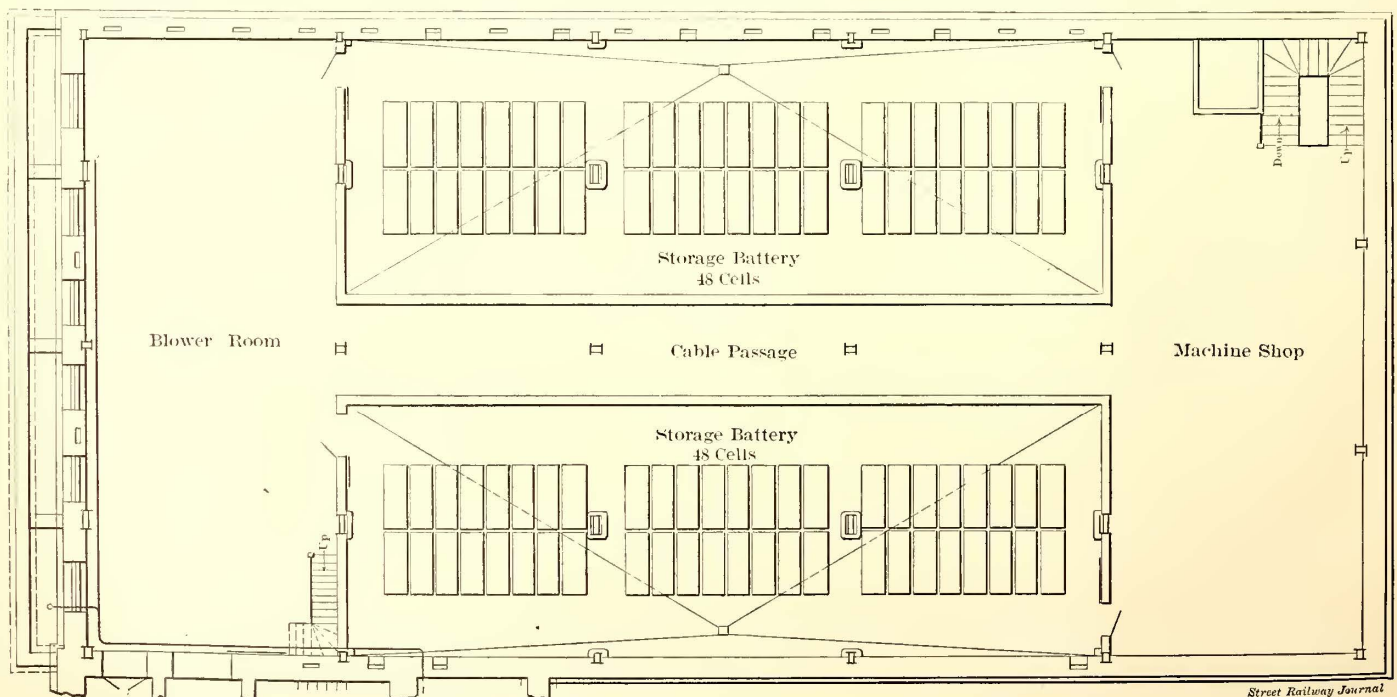 Down
Up
Storage Battery
48 Cells
Blower Room
Cable Passage
Machine Shop
Storage Battery
48 Cells
Up
Street Railway Journal